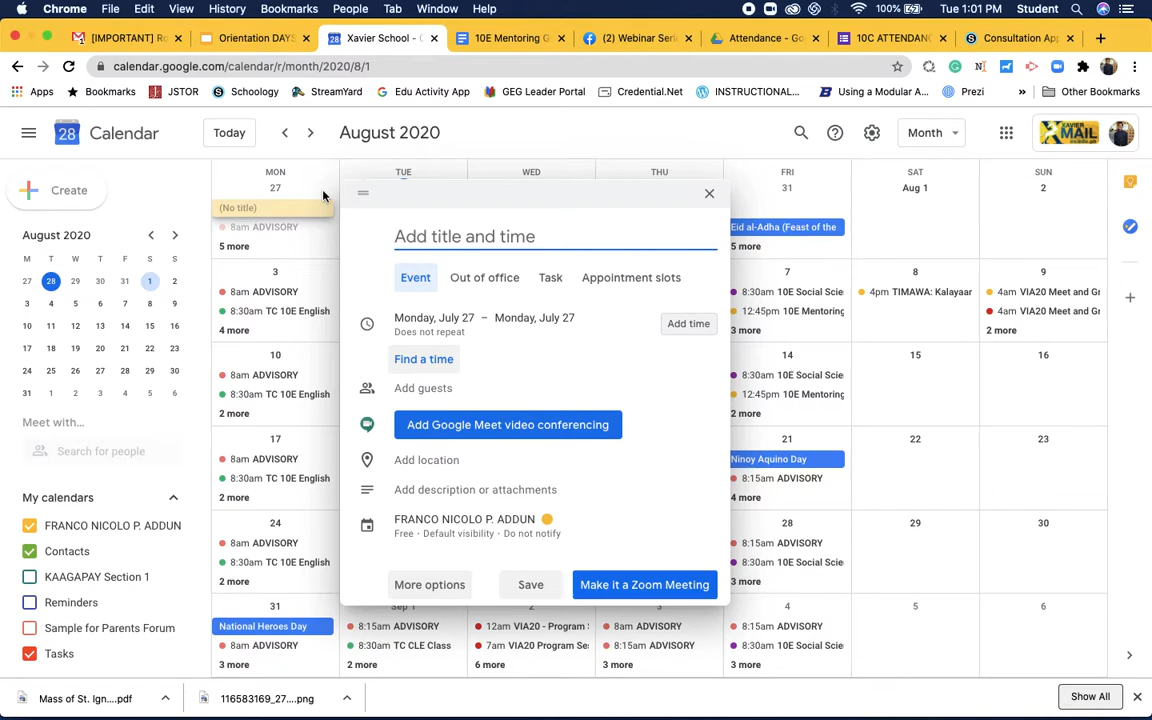 Chrome File Edit View History Bookmarks People Tab Window Help 100% Tue 1:01 PM Student
[IMPORTANT] Ro Orientation DAYS Xavier School - C 10E Mentoring G (2) Webinar Seri Attendance - Go 10C ATTENDANC Consultation App
calendar.google.com/calendar/r/month/2020/8/1
Apps Bookmarks JSTOR Schoology StreamYard Edu Activity App GEG Leader Portal Credential.Net INSTRUCTIONAL... Using a Modular A... Prezi » Other Bookmarks
28 Calendar Today August 2020 Month XAVIER MAIL
Create
MON TUE WED THU FRI SAT SUN
27 31 Aug 1 2
(No title)
8am ADVISORY Eid al-Adha (Feast of the
5 more 5 more
August 2020
M T W T F S S
27 28 29 30 31 1 2
3 4 5 6 7 8 9
10 11 12 13 14 15 16
17 18 19 20 21 22 23
24 25 26 27 28 29 30
31 1 2 3 4 5 6
Meet with...
Search for people
My calendars
FRANCO NICOLO P. ADDUN
Contacts
KAAGAPAY Section 1
Reminders
Sample for Parents Forum
Tasks
Add title and time
Event Out of office Task Appointment slots
Monday, July 27 – Monday, July 27 Add time
Does not repeat
Find a time
Add guests
Add Google Meet video conferencing
Add location
Add description or attachments
FRANCO NICOLO P. ADDUN
Free · Default visibility · Do not notify
More options Save Make it a Zoom Meeting
3 7 8 9
8am ADVISORY 8:30am 10E Social Scie 4pm TIMAWA: Kalayaar 4am VIA20 Meet and Gr
8:30am TC 10E English 12:45pm 10E Mentoring 4am VIA20 Meet and Gr
4 more 3 more 2 more
10 14 15 16
8am ADVISORY 8:30am 10E Social Scie
8:30am TC 10E English 12:45pm 10E Mentoring
2 more 2 more
17 21 22 23
8am ADVISORY Ninoy Aquino Day
8:30am TC 10E English 8:15am ADVISORY
2 more 4 more
24 28 29 30
8am ADVISORY 8:15am ADVISORY
8:30am TC 10E English 8:30am 10E Social Scie
2 more 3 more
31 Sep 1 2 3 4 5 6
National Heroes Day 8:15am ADVISORY 12am VIA20 - Program 8am ADVISORY 8:15am ADVISORY
8am ADVISORY 8:30am TC CLE Class 7am VIA20 Program Se 8:15am ADVISORY 8:30am 10E Social Scie
3 more 2 more 6 more 3 more 3 more
Mass of St. Ign....pdf 116583169_27....png Show All